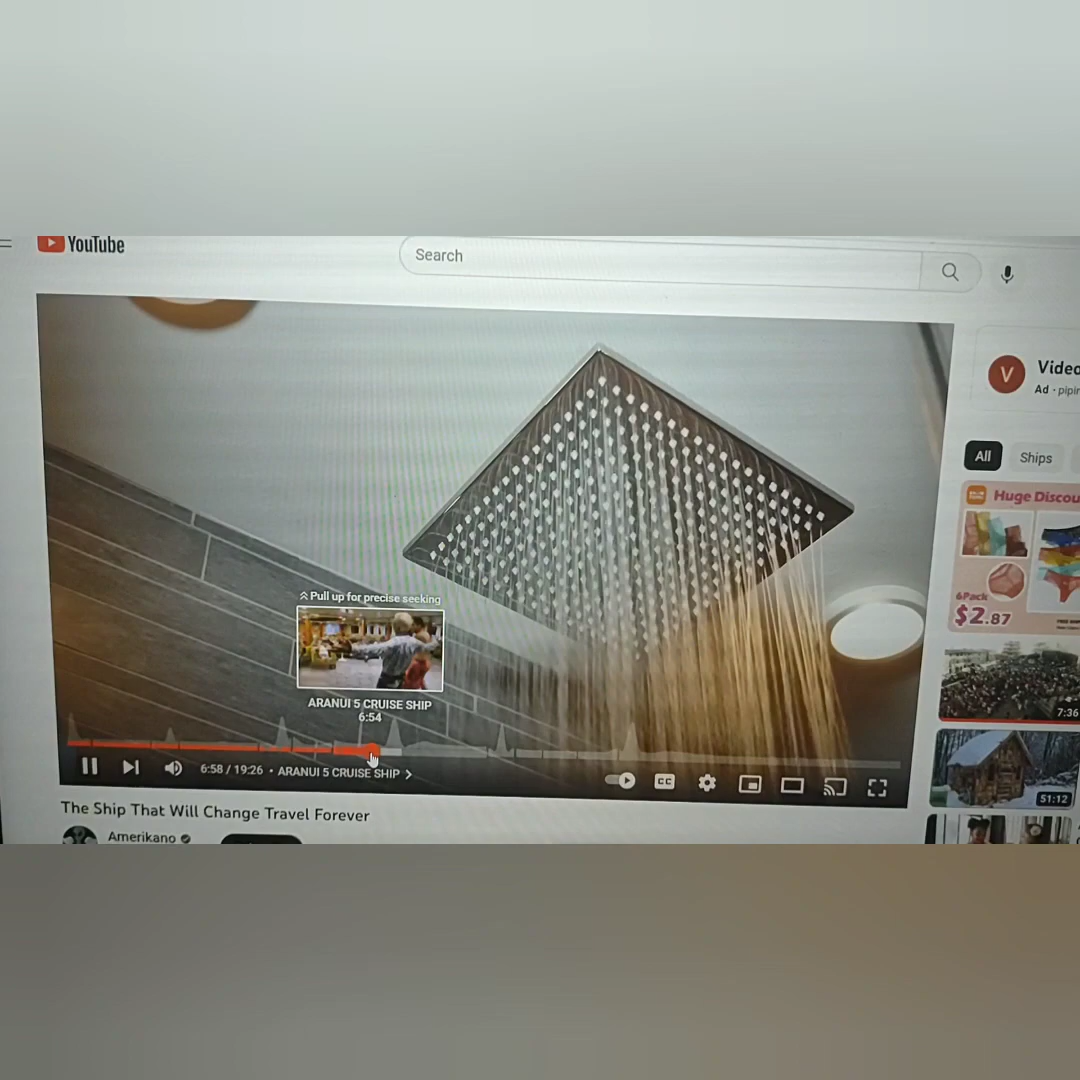 YouTube
Search
V
Video
Ad · pipin
All
Ships
Huge Discou
6Pack
$2.87
Pull up for precise seeking
ARANUI 5 CRUISE SHIP
6:54
7:36
6:58 / 19:26 • ARANUI 5 CRUISE SHIP
CC
51:12
The Ship That Will Change Travel Forever
Amerikano